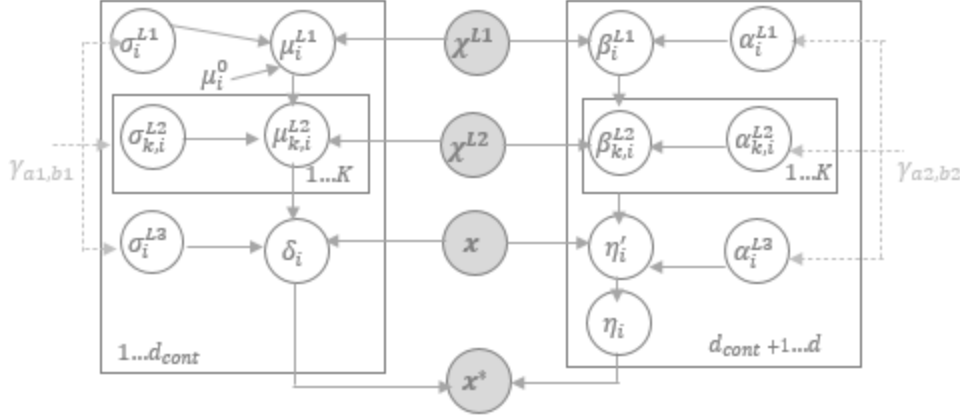 σ_i^{L1} μ_i^{L1} χ^{L1} β_i^{L1} α_i^{L1}
μ_i^0
σ_{k,i}^{L2} μ_{k,i}^{L2} χ^{L2} β_{k,i}^{L2} α_{k,i}^{L2}
γ_{a1,b1} 1...K 1...K γ_{a2,b2}
σ_i^{L3} δ_i x η_i′ α_i^{L3}
η_i
1...d_{cont} d_{cont} +1...d
x*